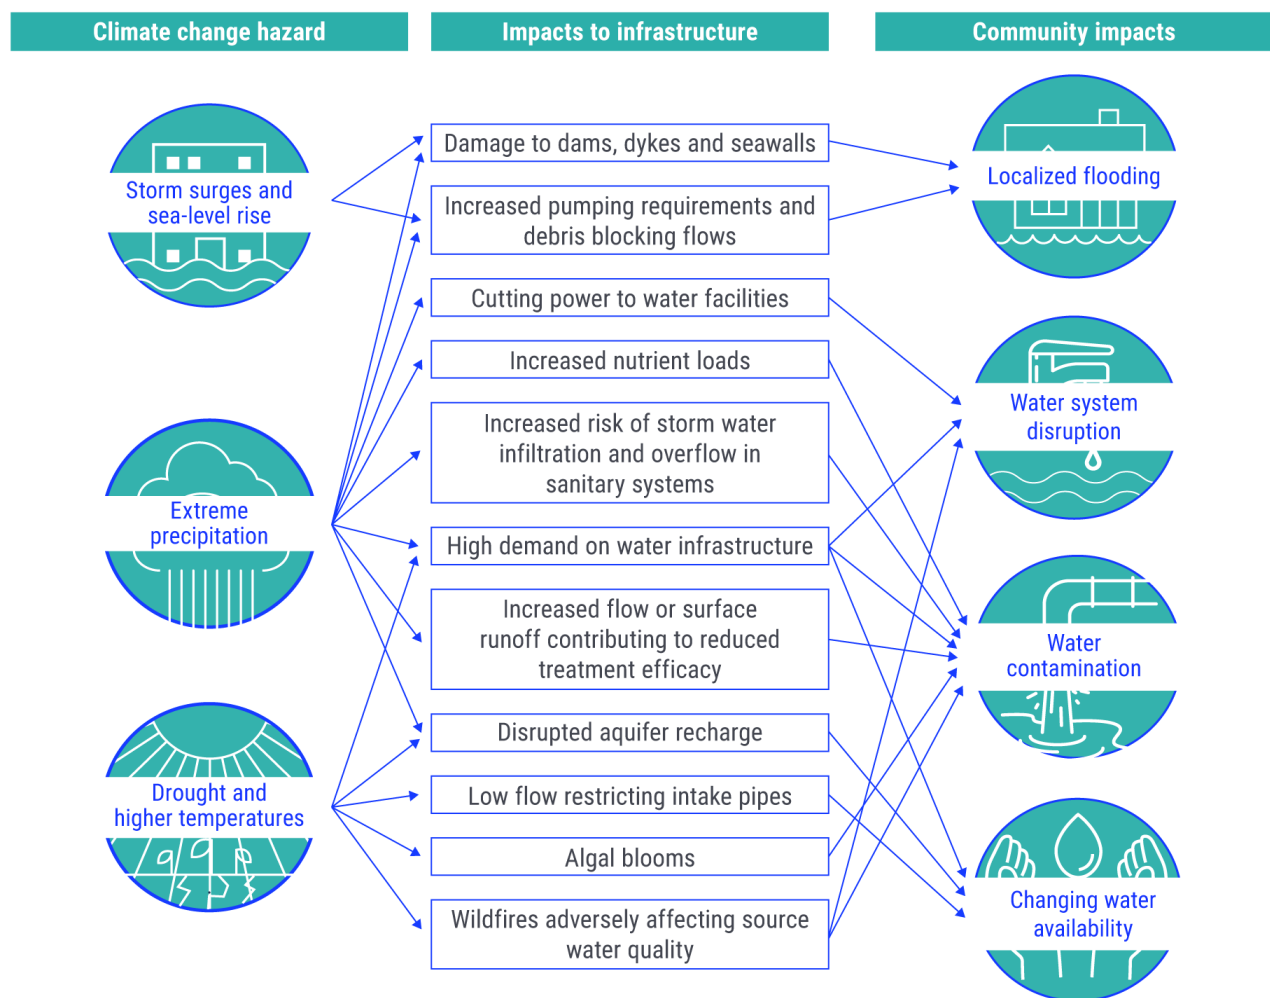 Climate change hazard
Impacts to infrastructure
Community impacts
Storm surges and
sea-level rise
Extreme
precipitation
Drought and
higher temperatures
Damage to dams, dykes and seawalls
Increased pumping requirements and
debris blocking flows
Cutting power to water facilities
Increased nutrient loads
Increased risk of storm water
infiltration and overflow in
sanitary systems
High demand on water infrastructure
Increased flow or surface
runoff contributing to reduced
treatment efficacy
Disrupted aquifer recharge
Low flow restricting intake pipes
Algal blooms
Wildfires adversely affecting source
water quality
Localized flooding
Water system
disruption
Water
contamination
Changing water
availability